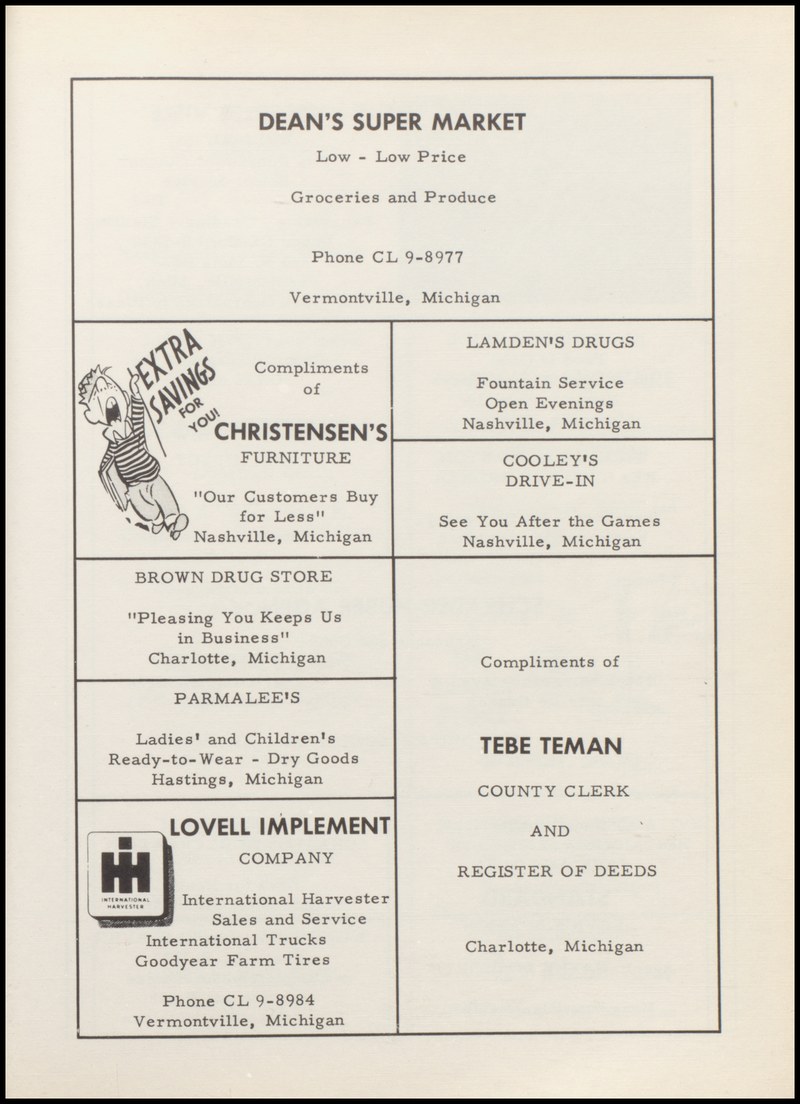 DEAN'S SUPER MARKET
Low - Low Price
Groceries and Produce
Phone CL 9-8977
Vermontville, Michigan
EXTRA
SAVINGS
FOR
YOU!
Compliments
of
CHRISTENSEN'S
FURNITURE
"Our Customers Buy
for Less"
Nashville, Michigan
LAMDEN'S DRUGS
Fountain Service
Open Evenings
Nashville, Michigan
COOLEY'S
DRIVE-IN
See You After the Games
Nashville, Michigan
BROWN DRUG STORE
"Pleasing You Keeps Us
in Business"
Charlotte, Michigan
PARMALEE'S
Ladies' and Children's
Ready-to-Wear - Dry Goods
Hastings, Michigan
LOVELL IMPLEMENT
COMPANY
IH
INTERNATIONAL
HARVESTER
International Harvester
Sales and Service
International Trucks
Goodyear Farm Tires
Phone CL 9-8984
Vermontville, Michigan
Compliments of
TEBE TEMAN
COUNTY CLERK
AND
REGISTER OF DEEDS
Charlotte, Michigan